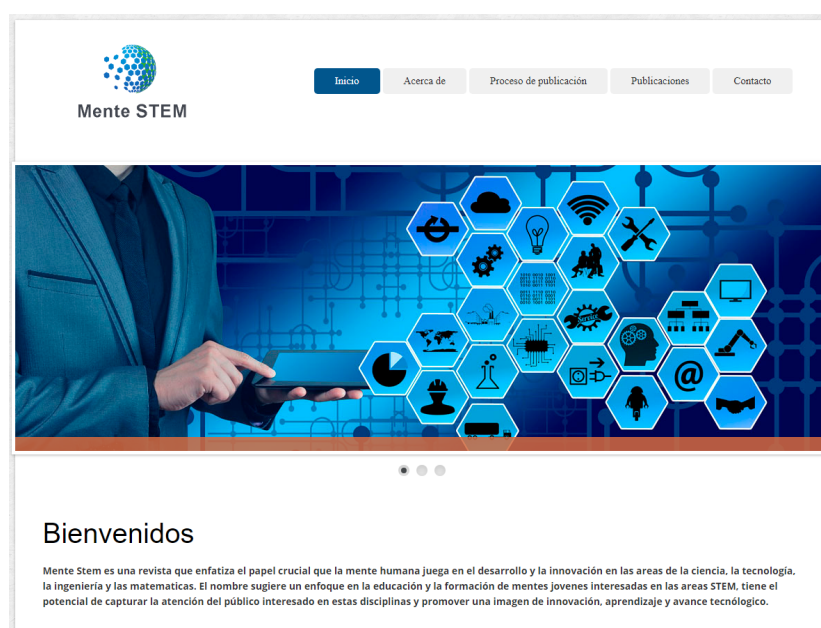 Mente STEM
Inicio
Acerca de
Proceso de publicación
Publicaciones
Contacto
Service
@
Bienvenidos
Mente Stem es una revista que enfatiza el papel crucial que la mente humana juega en el desarrollo y la innovación en las areas de la ciencia, la tecnología,
la ingeniería y las matematicas. El nombre sugiere un enfoque en la educación y la formación de mentes jovenes interesadas en las areas STEM, tiene el
potencial de capturar la atención del público interesado en estas disciplinas y promover una imagen de innovación, aprendizaje y avance tecnólogico.